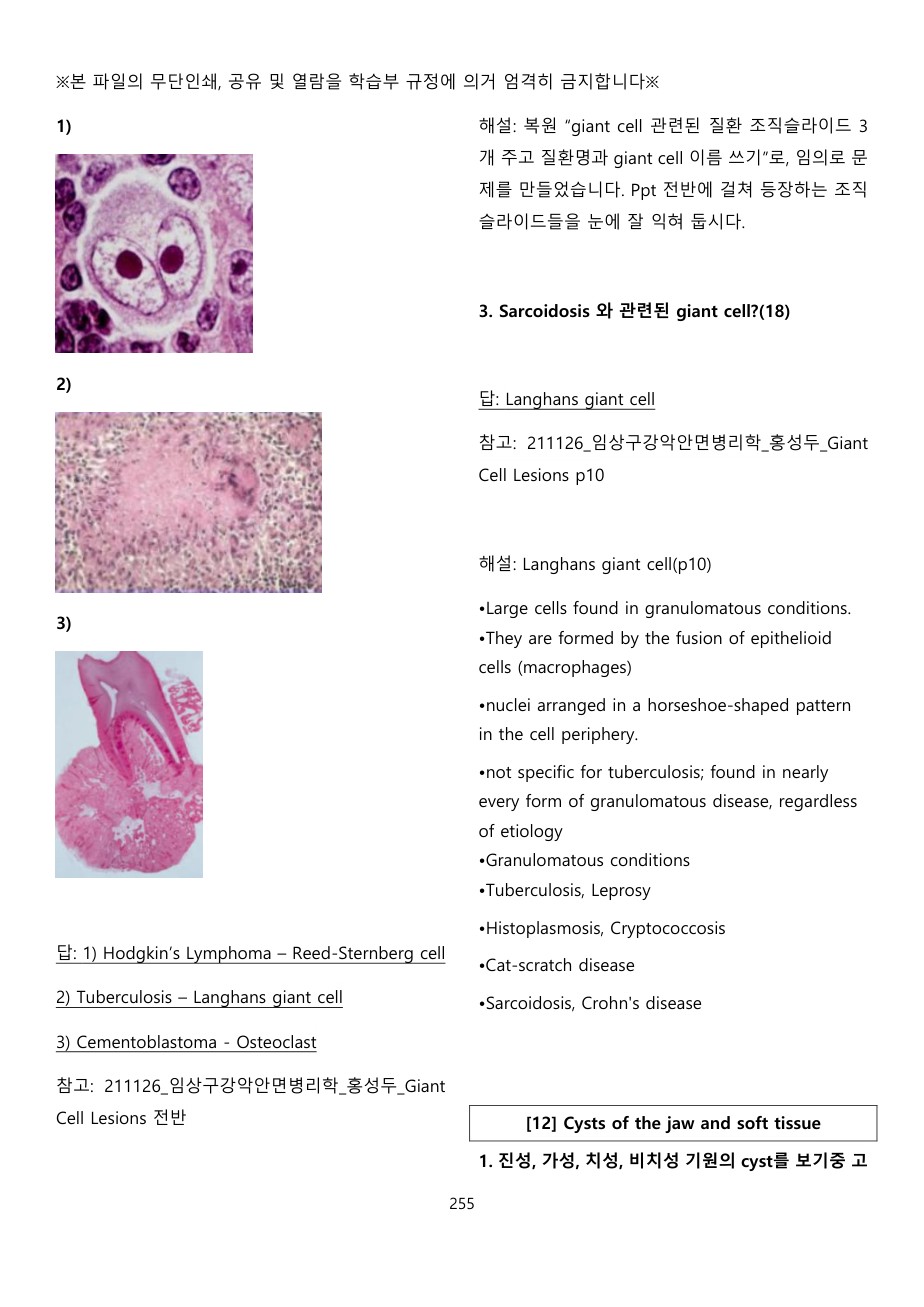 ※본 파일의 무단인쇄, 공유 및 열람을 학습부 규정에 의거 엄격히 금지합니다※
1)
2)
3)
답: 1) Hodgkin’s Lymphoma – Reed-Sternberg cell
2) Tuberculosis – Langhans giant cell
3) Cementoblastoma - Osteoclast
참고: 211126_임상구강악안면병리학_홍성두_Giant
Cell Lesions 전반
해설: 복원 “giant cell 관련된 질환 조직슬라이드 3
개 주고 질환명과 giant cell 이름 쓰기”로, 임의로 문
제를 만들었습니다. Ppt 전반에 걸쳐 등장하는 조직
슬라이드들을 눈에 잘 익혀 둡시다.
3. Sarcoidosis 와 관련된 giant cell?(18)
답: Langhans giant cell
참고: 211126_임상구강악안면병리학_홍성두_Giant
Cell Lesions p10
해설: Langhans giant cell(p10)
•Large cells found in granulomatous conditions.
•They are formed by the fusion of epithelioid
cells (macrophages)
•nuclei arranged in a horseshoe-shaped pattern
in the cell periphery.
•not specific for tuberculosis; found in nearly
every form of granulomatous disease, regardless
of etiology
•Granulomatous conditions
•Tuberculosis, Leprosy
•Histoplasmosis, Cryptococcosis
•Cat-scratch disease
•Sarcoidosis, Crohn's disease
[12] Cysts of the jaw and soft tissue
1. 진성, 가성, 치성, 비치성 기원의 cyst를 보기중 고
255